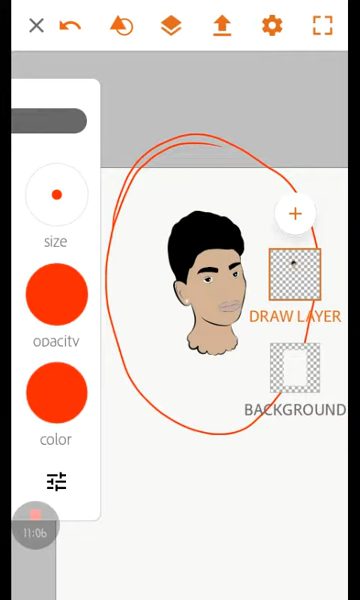 size
opacity
color
DRAW LAYER
BACKGROUND
11:06